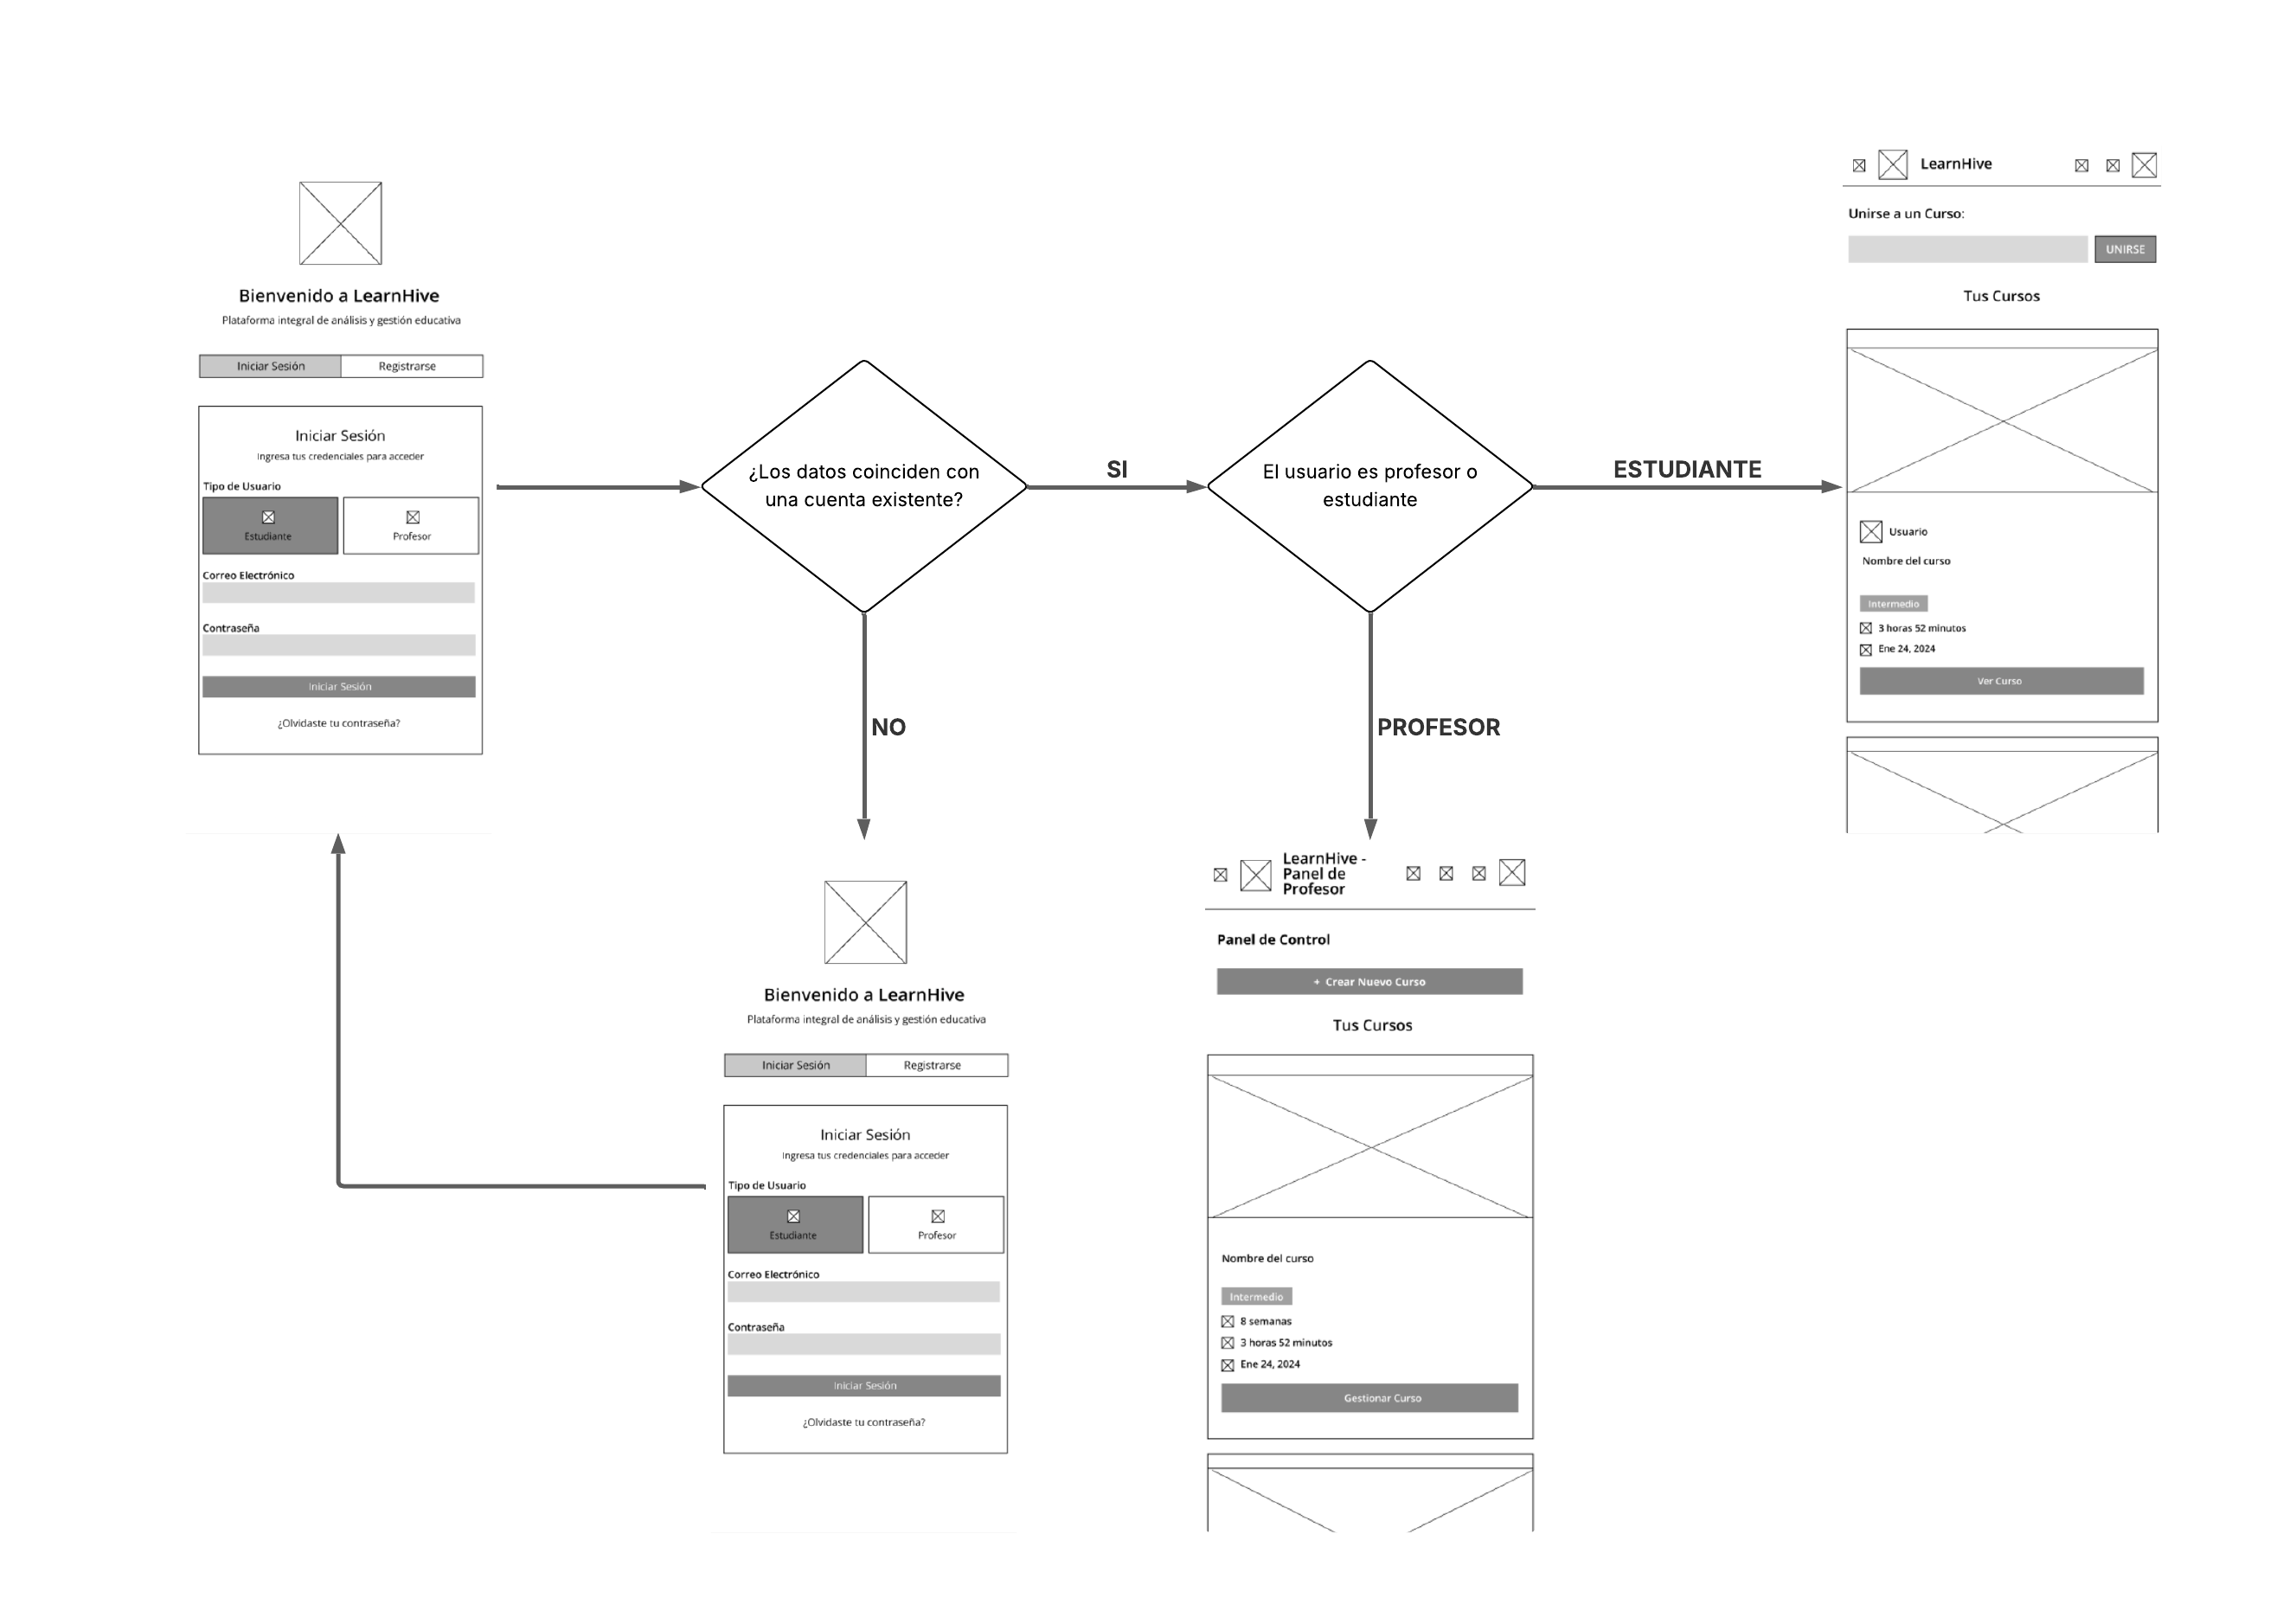 Bienvenido a LearnHive
Plataforma integral de análisis y gestión educativa
Iniciar Sesión
Registrarse
Iniciar Sesión
Ingresa tus credenciales para acceder
Tipo de Usuario
Estudiante
Profesor
Correo Electrónico
Contraseña
Iniciar Sesión
¿Olvidaste tu contraseña?
¿Los datos coinciden con
una cuenta existente?
SI
El usuario es profesor o
estudiante
ESTUDIANTE
NO
PROFESOR
LearnHive
Unirse a un Curso:
UNIRSE
Tus Cursos
Usuario
Nombre del curso
Intermedio
3 horas 52 minutos
Ene 24, 2024
Ver Curso
Bienvenido a LearnHive
Plataforma integral de análisis y gestión educativa
Iniciar Sesión
Registrarse
Iniciar Sesión
Ingresa tus credenciales para acceder
Tipo de Usuario
Estudiante
Profesor
Correo Electrónico
Contraseña
Iniciar Sesión
¿Olvidaste tu contraseña?
LearnHive -
Panel de
Profesor
Panel de Control
+ Crear Nuevo Curso
Tus Cursos
Nombre del curso
Intermedio
8 semanas
3 horas 52 minutos
Ene 24, 2024
Gestionar Curso